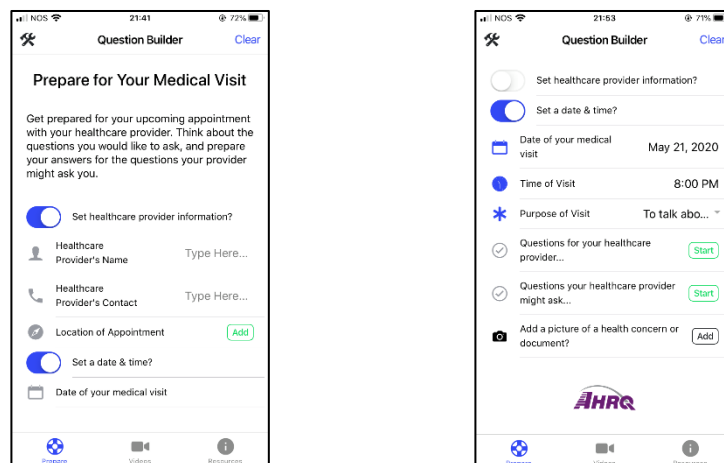 NOS 21:41 72%
Question Builder Clear
Prepare for Your Medical Visit
Get prepared for your upcoming appointment
with your healthcare provider. Think about the
questions you would like to ask, and prepare
your answers for the questions your provider
might ask you.
Set healthcare provider information?
Healthcare
Provider's Name
Type Here...
Healthcare
Provider's Contact
Type Here...
Location of Appointment Add
Set a date & time?
Date of your medical visit
Prepare Videos Resources
NOS 21:53 71%
Question Builder Clear
Set healthcare provider information?
Set a date & time?
Date of your medical
visit
May 21, 2020
Time of Visit 8:00 PM
Purpose of Visit To talk abo...
Questions for your healthcare
provider...
Start
Questions your healthcare provider
might ask...
Start
Add a picture of a health concern or
document?
Add
AHRQ
Prepare Videos Resources